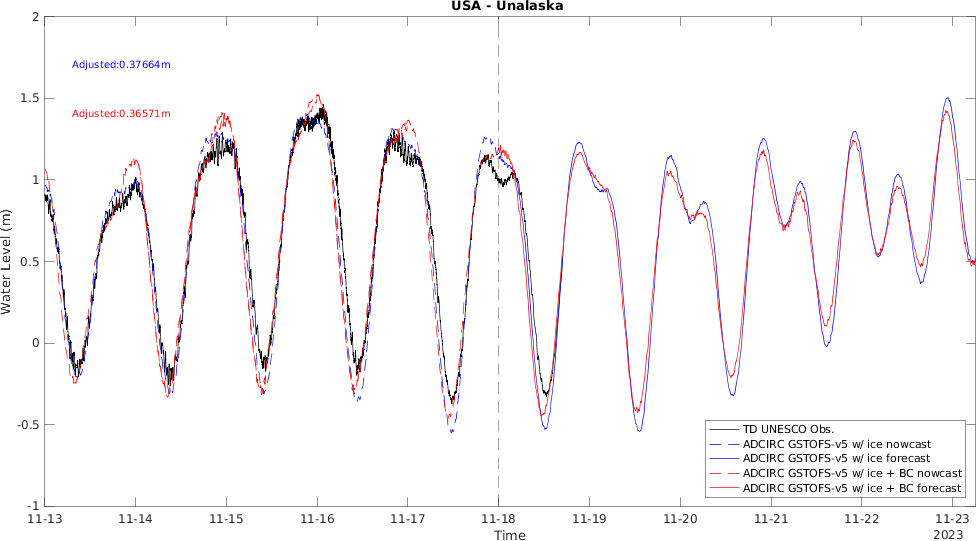 USA - Unalaska
2
1.5
1
0.5
0
-0.5
-1
Water Level (m)
Adjusted:0.37664m
Adjusted:0.36571m
TD UNESCO Obs.
ADCIRC GSTOFS-v5 w/ ice nowcast
ADCIRC GSTOFS-v5 w/ ice forecast
ADCIRC GSTOFS-v5 w/ ice + BC nowcast
ADCIRC GSTOFS-v5 w/ ice + BC forecast
11-13 11-14 11-15 11-16 11-17 11-18 11-19 11-20 11-21 11-22 11-23
Time
2023